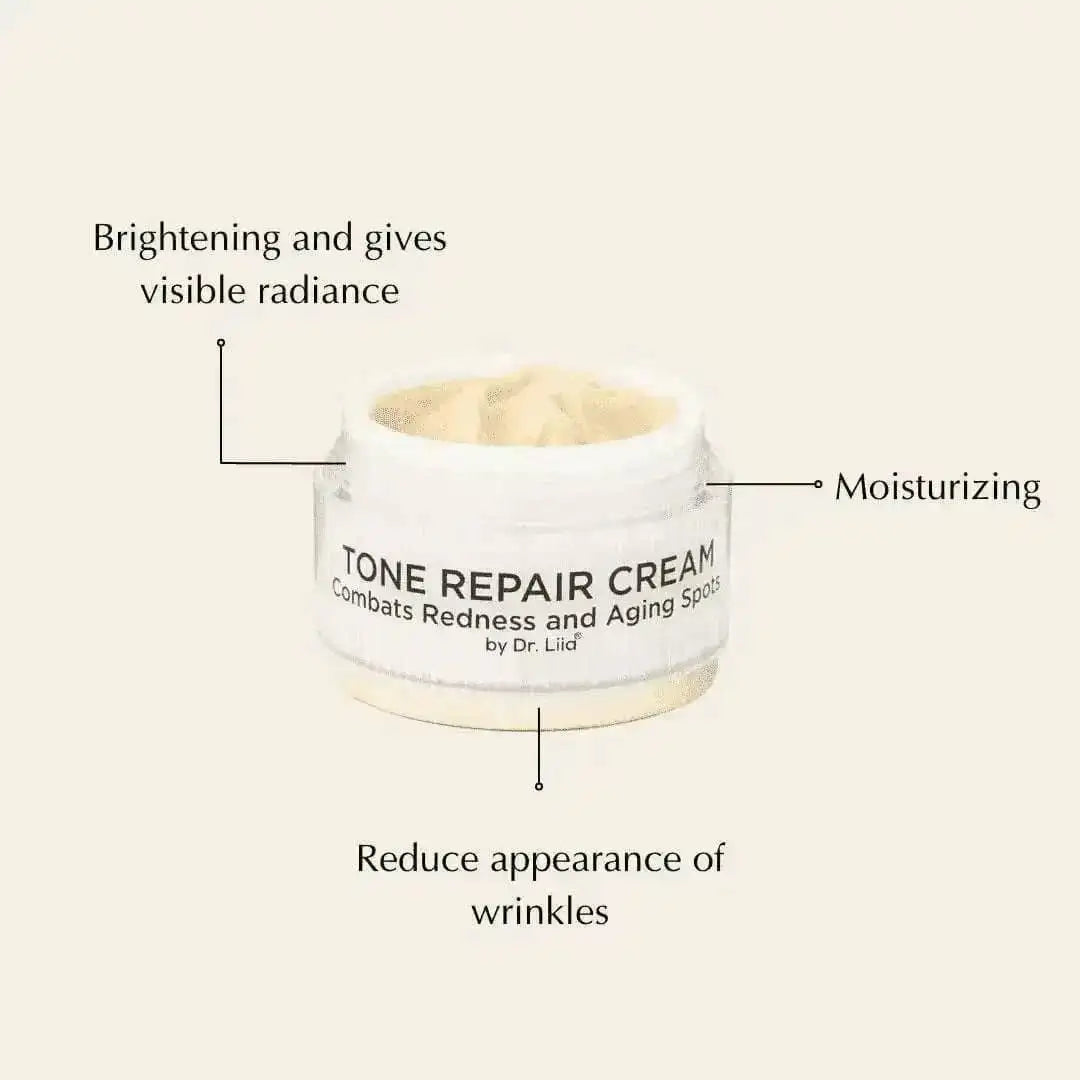 Brightening and gives
visible radiance
Moisturizing
TONE REPAIR CREAM
Combats Redness and Aging Spots
by Dr. Liia®
Reduce appearance of
wrinkles